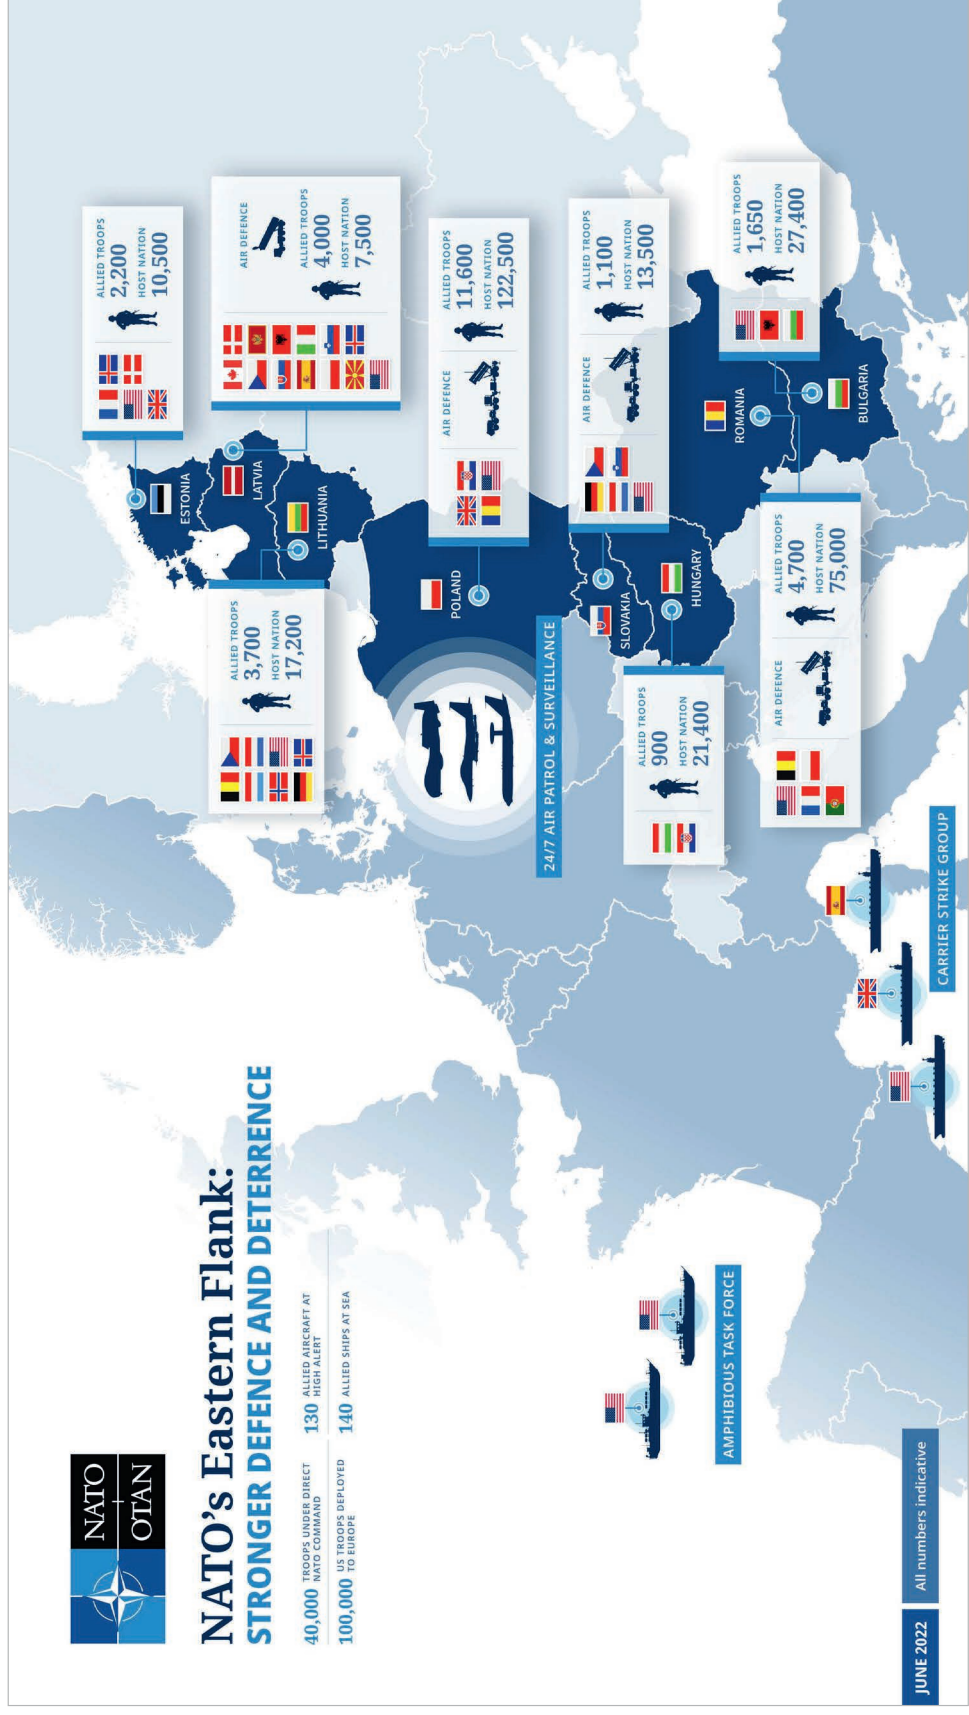 NATO
OTAN
NATO's Eastern Flank:
STRONGER DEFENCE AND DETERRENCE
40,000 TROOPS UNDER DIRECT
NATO COMMAND
130 ALLIED AIRCRAFT AT
HIGH ALERT
100,000 US TROOPS DEPLOYED
TO EUROPE
140 ALLIED SHIPS AT SEA
ALLIED TROOPS
2,200
HOST NATION
10,500
ESTONIA
AIR DEFENCE
ALLIED TROOPS
4,000
HOST NATION
7,500
LATVIA
ALLIED TROOPS
3,700
HOST NATION
17,200
LITHUANIA
AIR DEFENCE
ALLIED TROOPS
11,600
HOST NATION
122,500
POLAND
24/7 AIR PATROL & SURVEILLANCE
AIR DEFENCE
ALLIED TROOPS
1,100
HOST NATION
13,500
SLOVAKIA
ALLIED TROOPS
900
HOST NATION
21,400
HUNGARY
AIR DEFENCE
ALLIED TROOPS
4,700
HOST NATION
75,000
ROMANIA
ALLIED TROOPS
1,650
HOST NATION
27,400
BULGARIA
AMPHIBIOUS TASK FORCE
CARRIER STRIKE GROUP
JUNE 2022
All numbers indicative